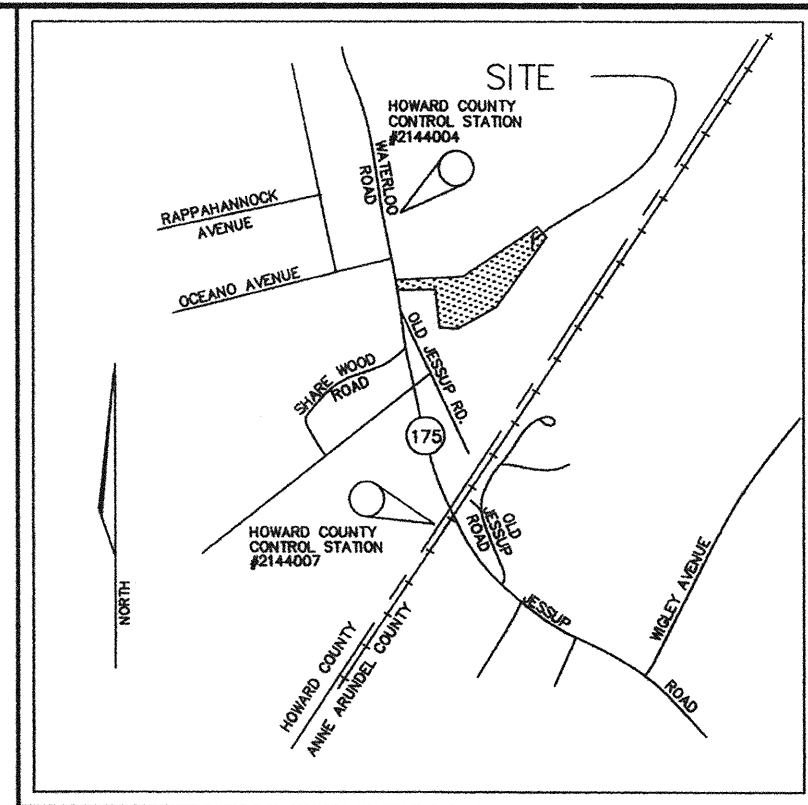 SITE
HOWARD COUNTY
CONTROL STATION
#2144004
WATERLOO
ROAD
RAPPAHANNOCK
AVENUE
OCEANO AVENUE
OLD JESSUP RD.
SHARE WOOD
ROAD
175
HOWARD COUNTY
CONTROL STATION
#2144007
OLD
JESSUP
ROAD
NORTH
JESSUP
ROAD
WIGLEY AVENUE
HOWARD COUNTY
ANNE ARUNDEL COUNTY